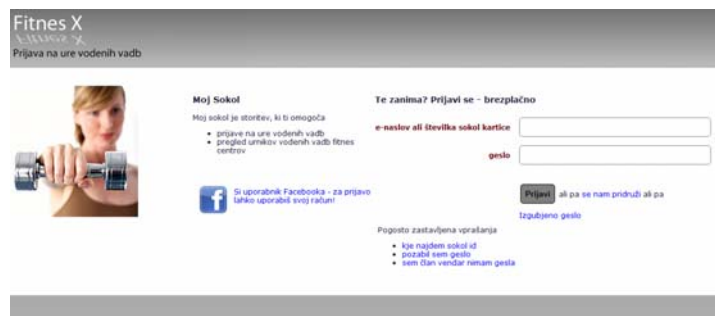 Fitnes X
Prijava na ure vodenih vadb
Moj Sokol
Moj sokol je storitev, ki ti omogoča
prijave na ure vodenih vadb
pregled urnikov vodenih vadb fitnes
centrov
Si uporabnik Facebooka - za prijavo
lahko uporabiš svoj račun!
Te zanima? Prijavi se - brezplačno
e-naslov ali številka sokol kartice
geslo
Prijavi ali pa se nam pridruži ali pa
Izgubjeno geslo
Pogosto zastavljena vprašanja
kje najdem sokol id
pozabil sem geslo
sem član vendar nimam gesla